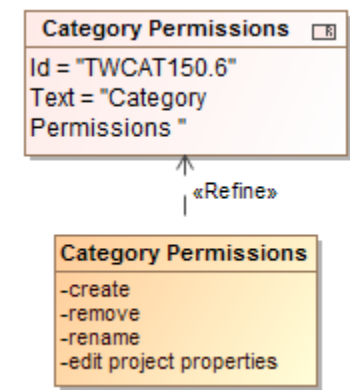 Category Permissions
Id = "TWCAT150.6"
Text = "Category
Permissions "
«Refine»
Category Permissions
-create
-remove
-rename
-edit project properties